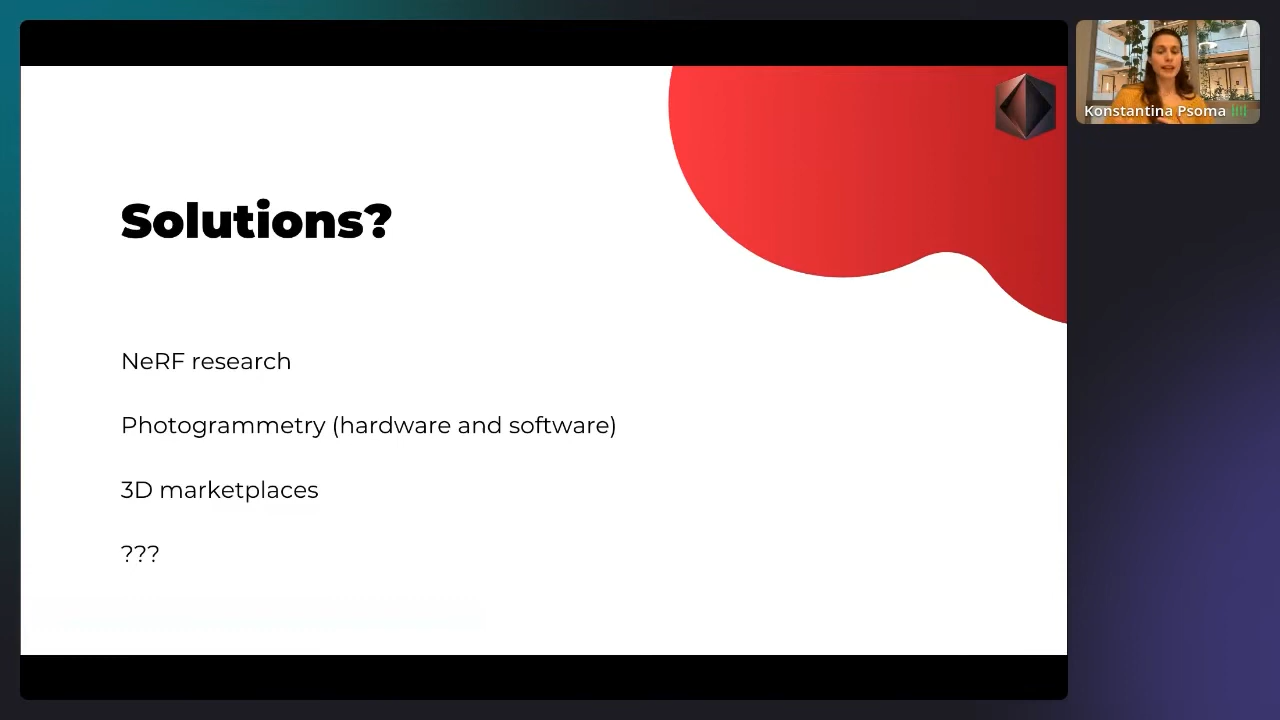 Solutions?
NeRF research
Photogrammetry (hardware and software)
3D marketplaces
???
Konstantina Psoma